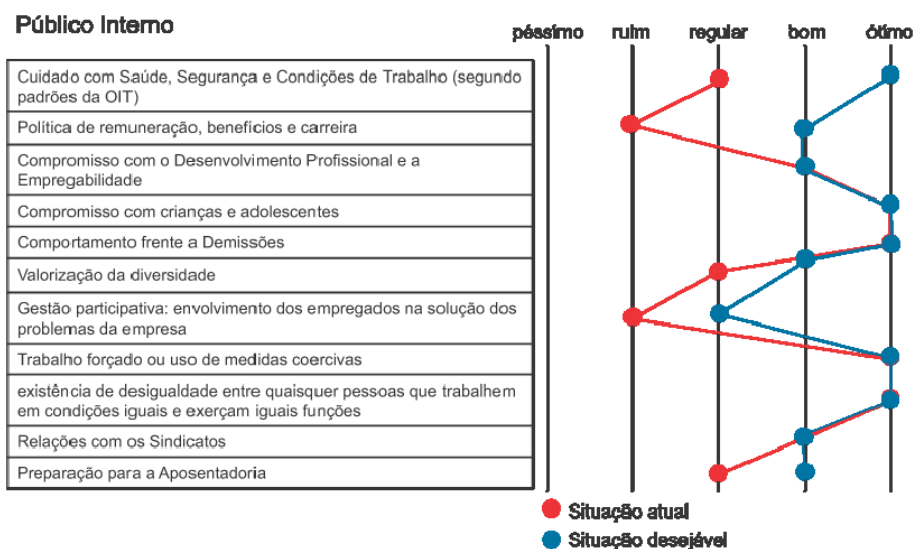 Público Interno
péssimo ruim regular bom ótimo
Cuidado com Saúde, Segurança e Condições de Trabalho (segundo
padrões da OIT)
Política de remuneração, benefícios e carreira
Compromisso com o Desenvolvimento Profissional e a
Empregabilidade
Compromisso com crianças e adolescentes
Comportamento frente a Demissões
Valorização da diversidade
Gestão participativa: envolvimento dos empregados na solução dos
problemas da empresa
Trabalho forçado ou uso de medidas coercivas
existência de desigualdade entre quaisquer pessoas que trabalhem
em condições iguais e exerçam iguais funções
Relações com os Sindicatos
Preparação para a Aposentadoria
Situação atual
Situação desejável